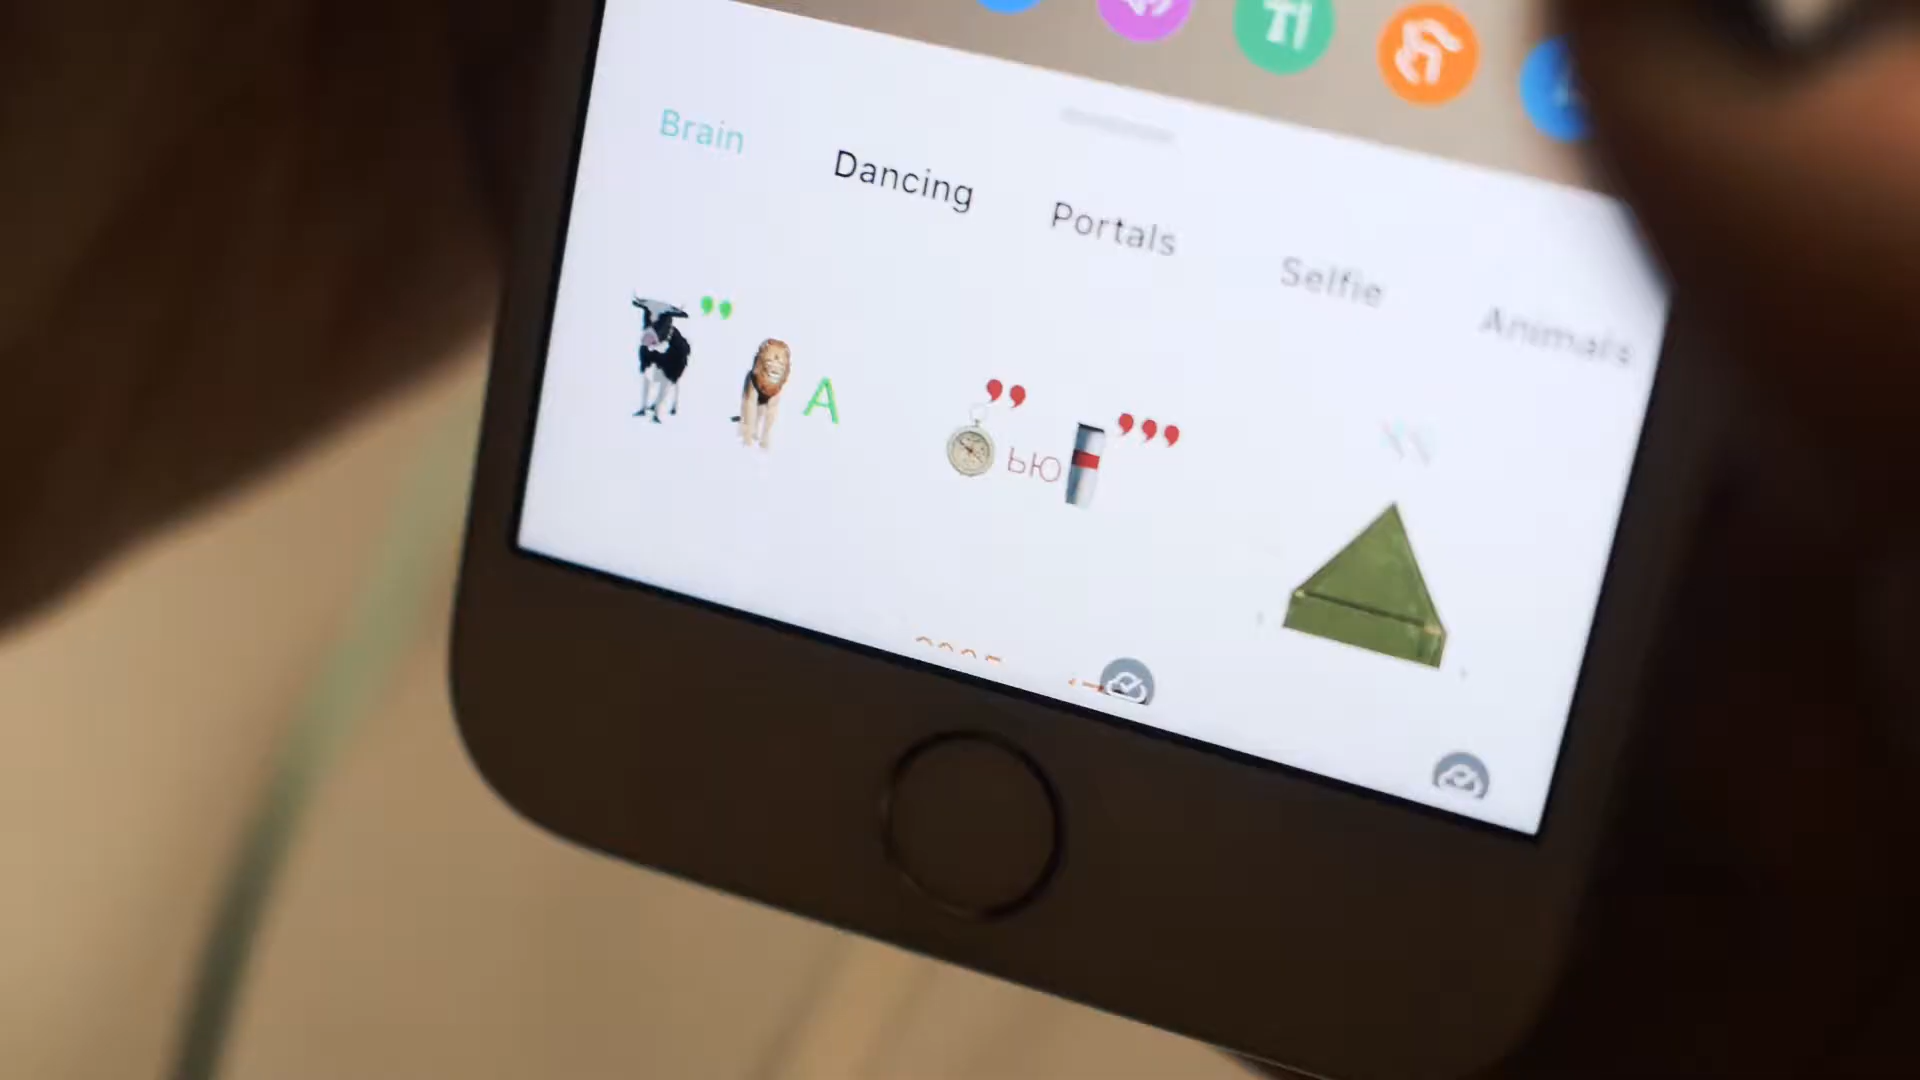 Brain
Dancing
Portals
Selfie
Animals
,, A
,, ью ,,,